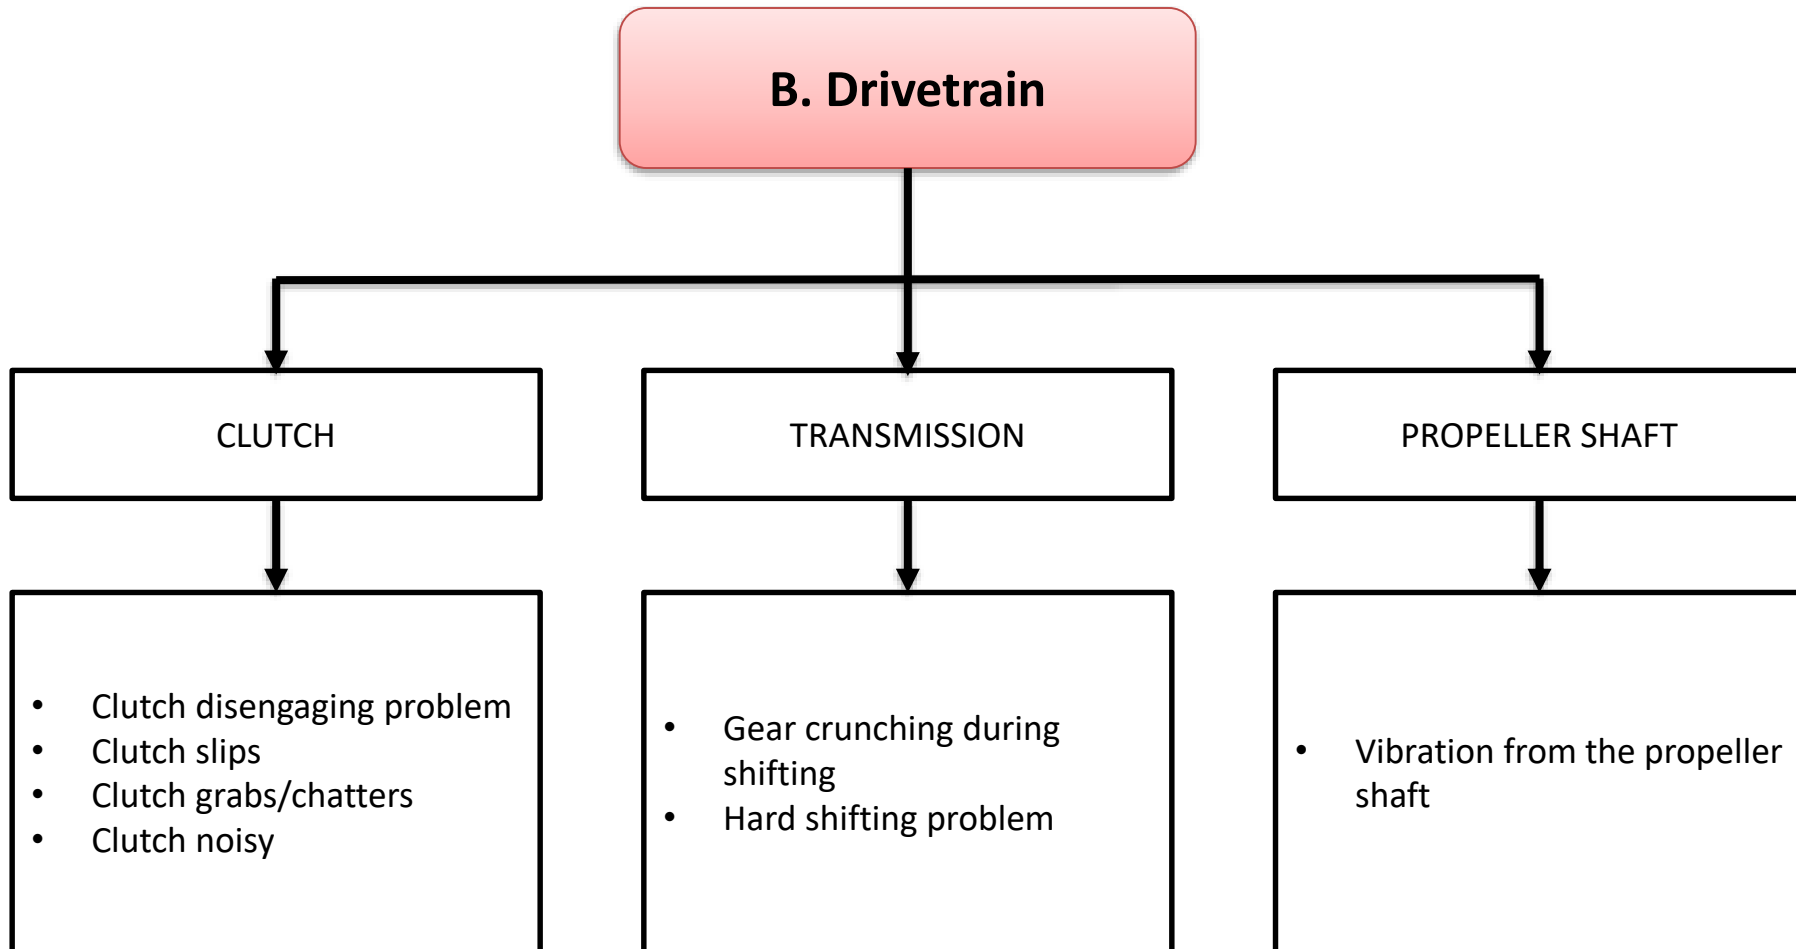 B. Drivetrain
CLUTCH
TRANSMISSION
PROPELLER SHAFT
• Clutch disengaging problem
• Clutch slips
• Clutch grabs/chatters
• Clutch noisy
• Gear crunching during
shifting
• Hard shifting problem
• Vibration from the propeller
shaft